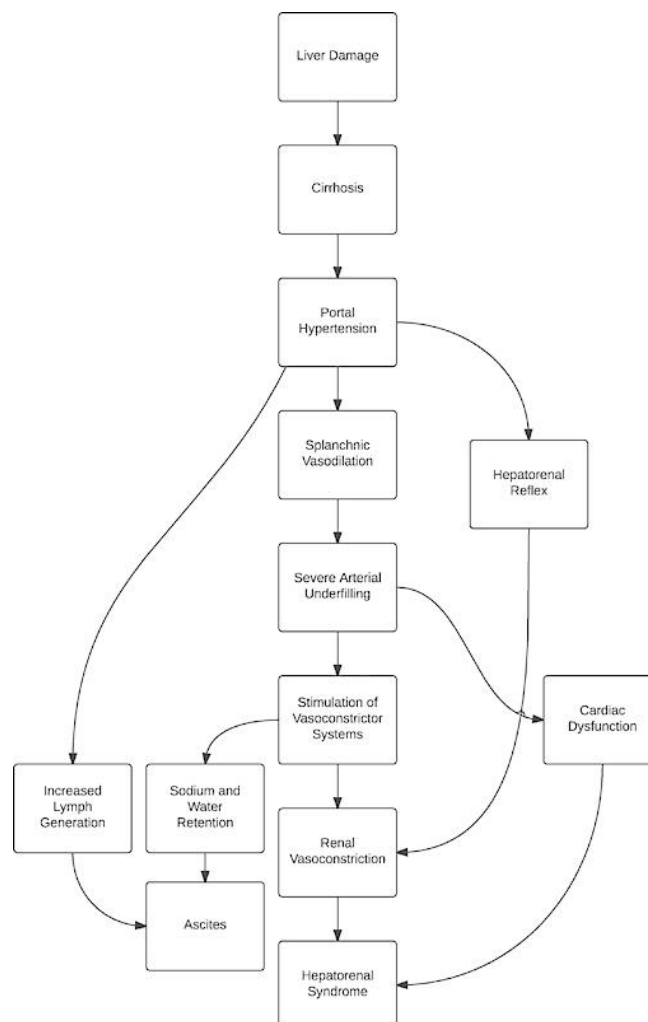 Liver Damage
Cirrhosis
Portal
Hypertension
Splanchnic
Vasodilation
Hepatorenal
Reflex
Severe Arterial
Underfilling
Stimulation of
Vasoconstrictor
Systems
Cardiac
Dysfunction
Increased
Lymph
Generation
Sodium and
Water
Retention
Renal
Vasoconstriction
Ascites
Hepatorenal
Syndrome